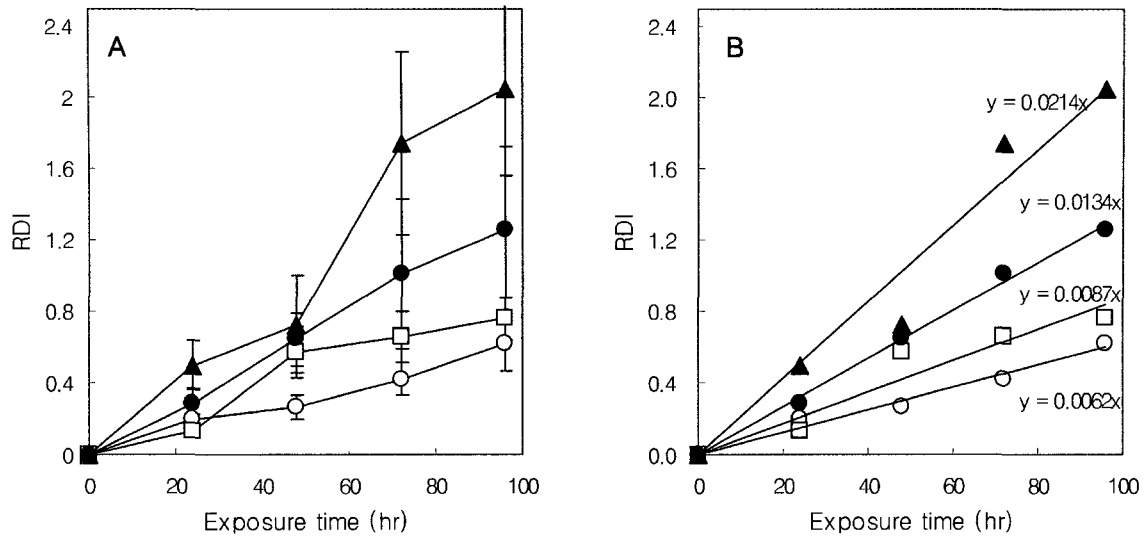 A
2.4
2
1.6
1.2
0.8
0.4
0
RDI
0 20 40 60 80 100
Exposure time (hr)
B
2.4
2.0
1.6
1.2
0.8
0.4
0.0
RDI
y = 0.0214x
y = 0.0134x
y = 0.0087x
y = 0.0062x
0 20 40 60 80 100
Exposure time (hr)